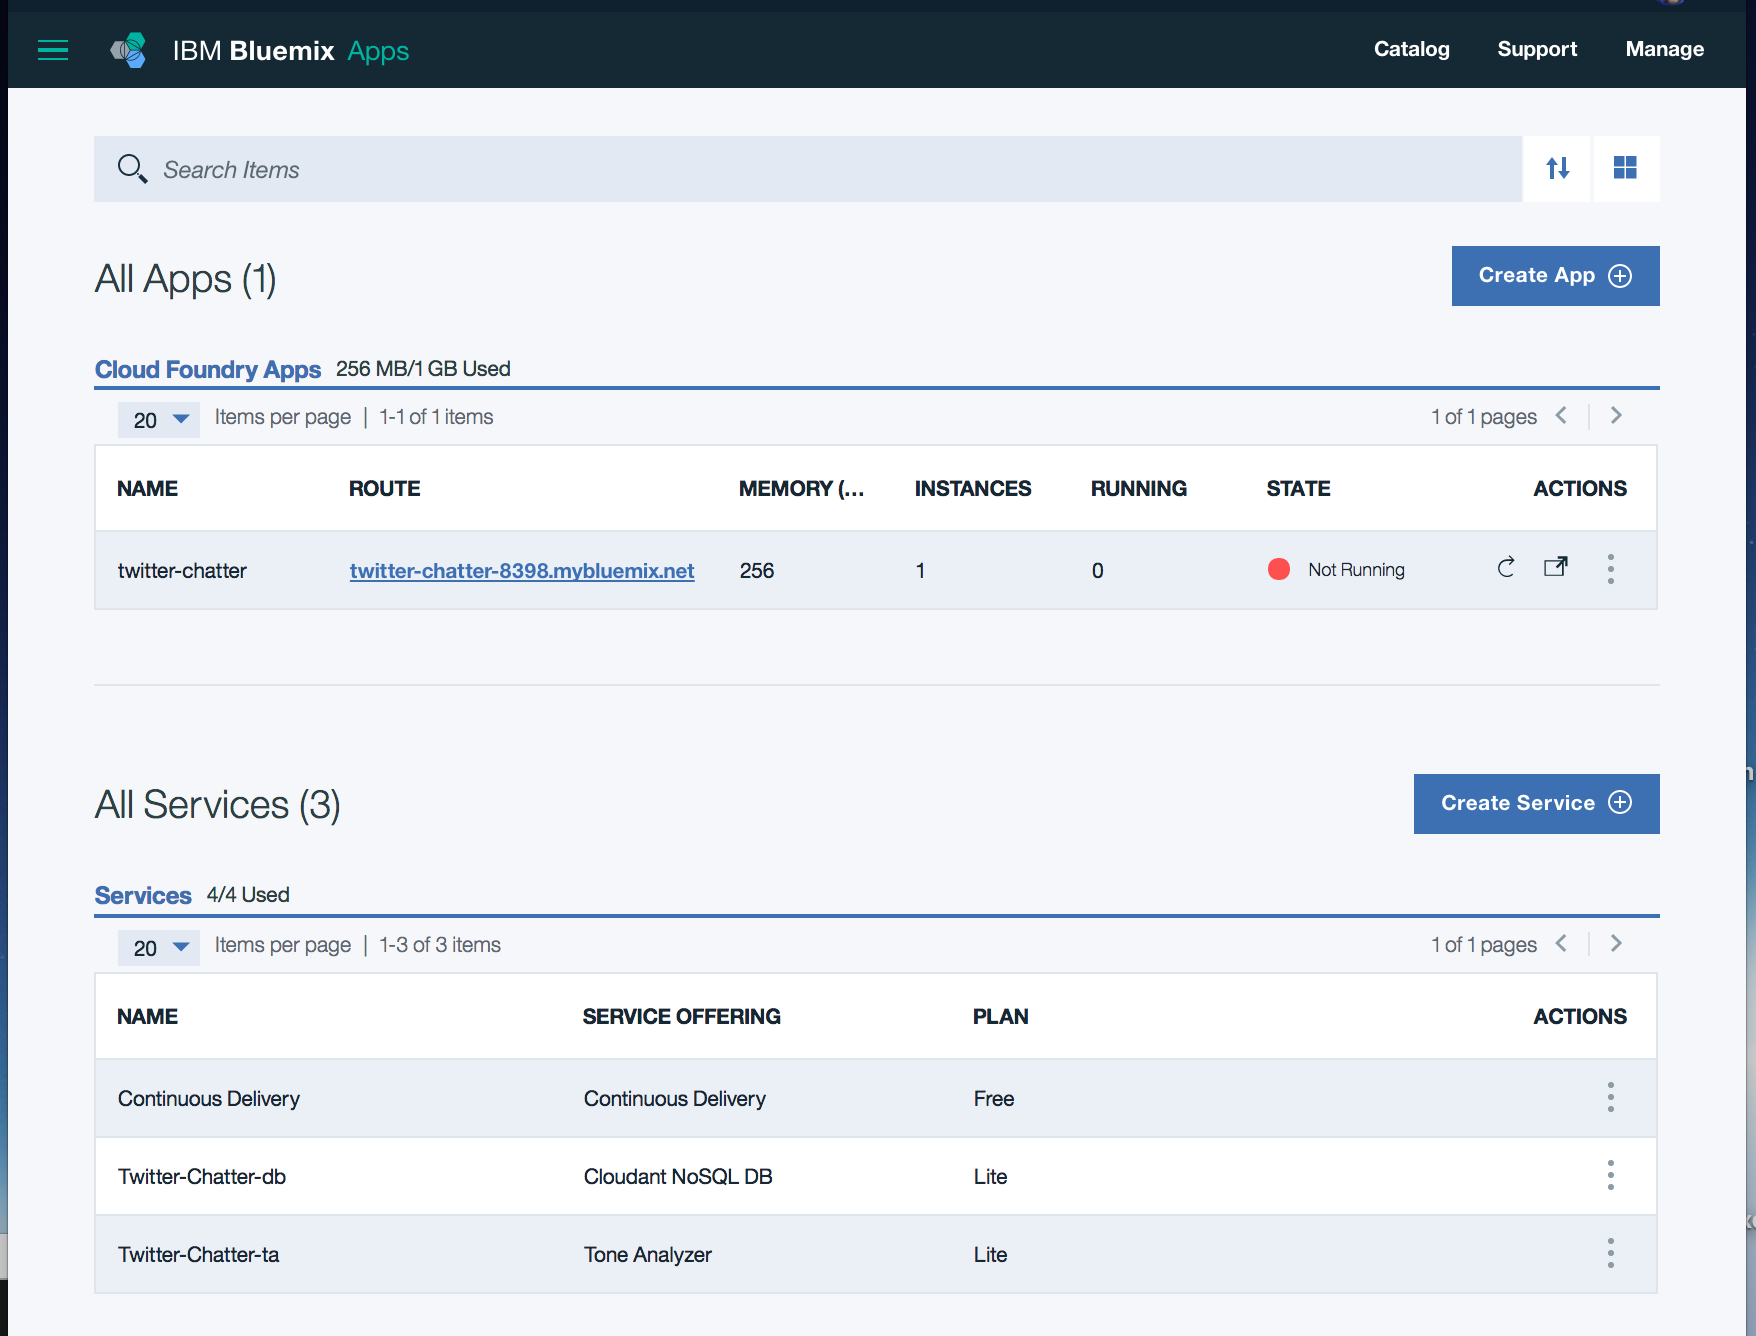 IBM Bluemix Apps Catalog Support Manage
Search Items
All Apps (1) Create App
Cloud Foundry Apps 256 MB/1 GB Used
20 Items per page | 1-1 of 1 items 1 of 1 pages
NAME ROUTE MEMORY (... INSTANCES RUNNING STATE ACTIONS
twitter-chatter twitter-chatter-8398.mybluemix.net 256 1 0 Not Running
All Services (3) Create Service
Services 4/4 Used
20 Items per page | 1-3 of 3 items 1 of 1 pages
NAME SERVICE OFFERING PLAN ACTIONS
Continuous Delivery Continuous Delivery Free
Twitter-Chatter-db Cloudant NoSQL DB Lite
Twitter-Chatter-ta Tone Analyzer Lite